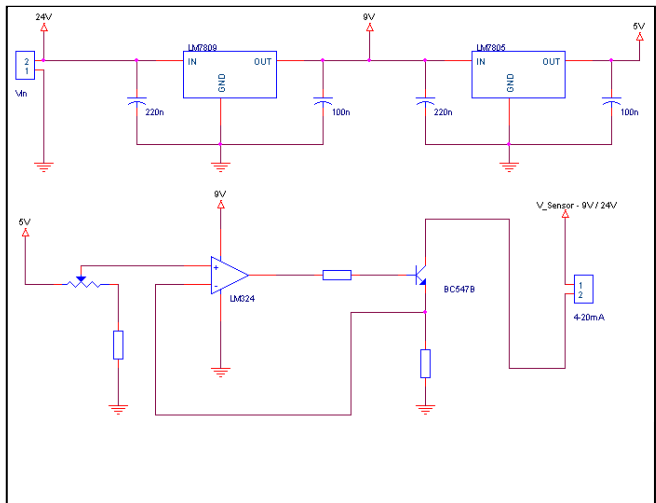 24V
9V
5V
LM7809
LM7805
IN
OUT
GND
IN
OUT
GND
2
1
Vin
220n
100n
220n
100n
5V
9V
V_Sensor - 9V / 24V
+
-
LM324
BC547B
1
2
4-20mA